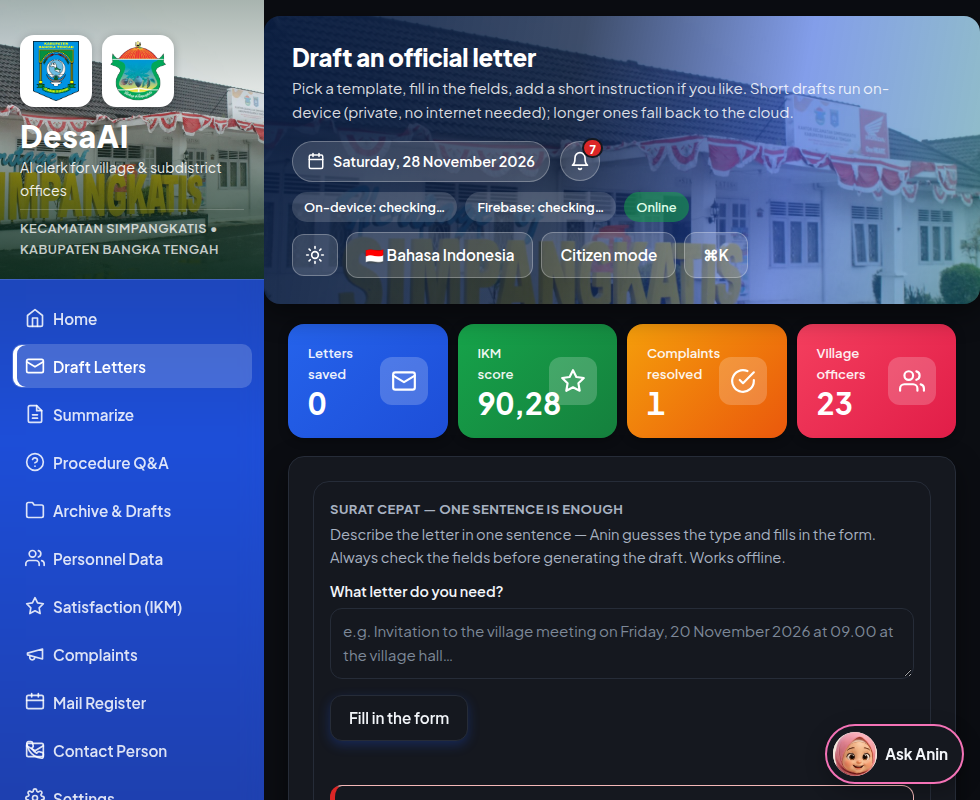 DesaAI
AI clerk for village & subdistrict
offices
KECAMATAN SIMPANGKATIS •
KABUPATEN BANGKA TENGAH
Home
Draft Letters
Summarize
Procedure Q&A
Archive & Drafts
Personnel Data
Satisfaction (IKM)
Complaints
Mail Register
Contact Person
Settings
Draft an official letter
Pick a template, fill in the fields, add a short instruction if you like. Short drafts run on-
device (private, no internet needed); longer ones fall back to the cloud.
Saturday, 28 November 2026
7
On-device: checking…
Firebase: checking…
Online
Bahasa Indonesia
Citizen mode
⌘K
Letters
saved
0
IKM
score
90,28
Complaints
resolved
1
Village
officers
23
SURAT CEPAT — ONE SENTENCE IS ENOUGH
Describe the letter in one sentence — Anin guesses the type and fills in the form.
Always check the fields before generating the draft. Works offline.
What letter do you need?
e.g. Invitation to the village meeting on Friday, 20 November 2026 at 09.00 at
the village hall…
Fill in the form
Ask Anin